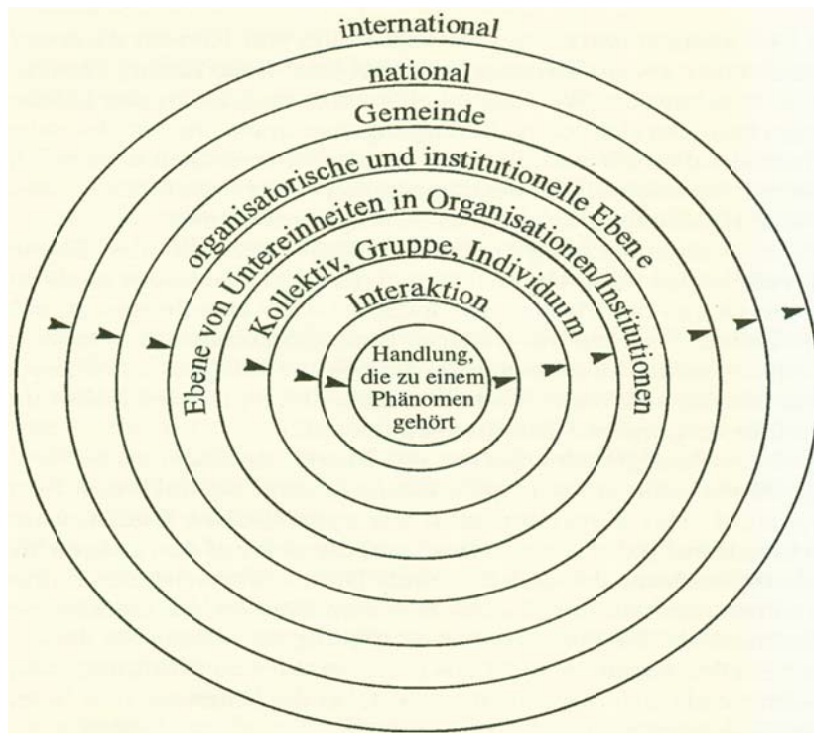 international
national
Gemeinde
organisatorische und institutionelle Ebene
Ebene von Untereinheiten in Organisationen/Institutionen
Kollektiv, Gruppe, Individuum
Interaktion
Handlung,
die zu einem
Phänomen
gehört